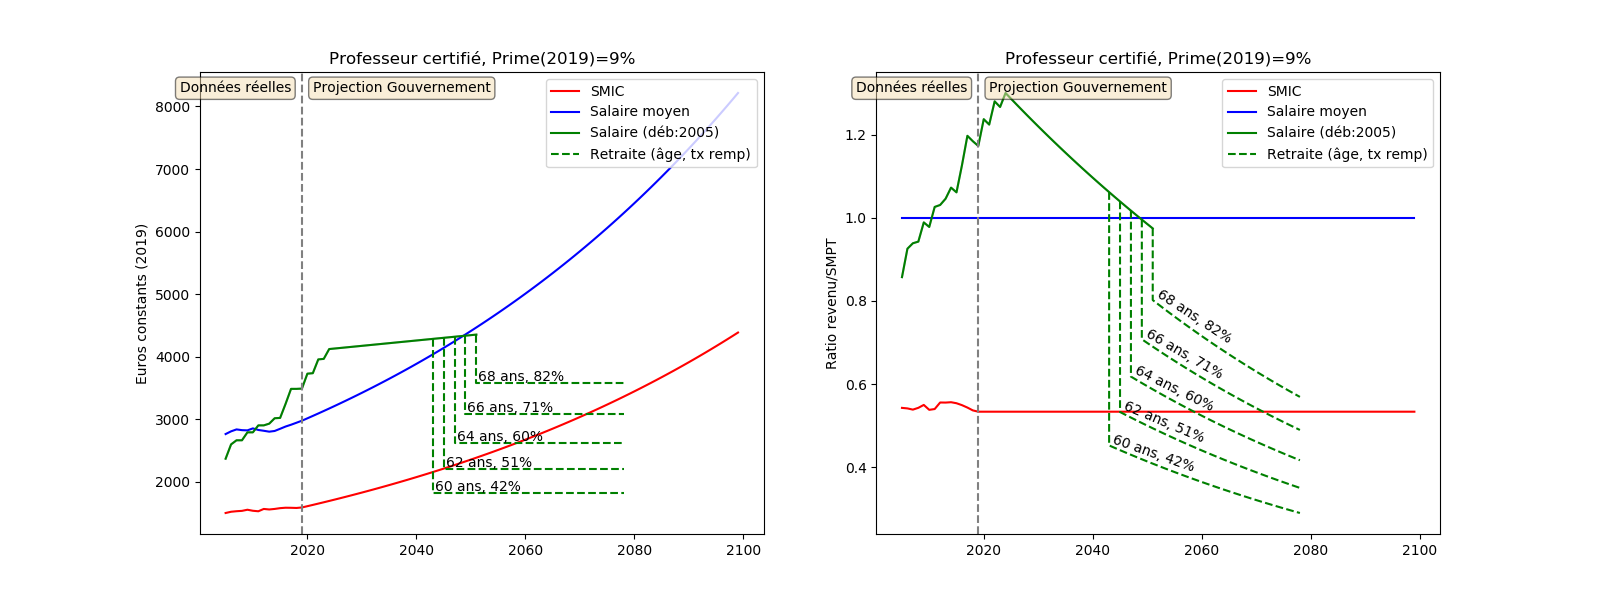 Professeur certifié, Prime(2019)=9%
Données réelles
Projection Gouvernement
SMIC
Salaire moyen
Salaire (déb:2005)
Retraite (âge, tx remp)
Euros constants (2019)
8000
7000
6000
5000
4000
3000
2000
68 ans, 82%
66 ans, 71%
64 ans, 60%
62 ans, 51%
60 ans, 42%
2020
2040
2060
2080
2100
Professeur certifié, Prime(2019)=9%
Données réelles
Projection Gouvernement
SMIC
Salaire moyen
Salaire (déb:2005)
Retraite (âge, tx remp)
Ratio revenu/SMPT
1.2
1.0
0.8
0.6
0.4
68 ans, 82%
66 ans, 71%
64 ans, 60%
62 ans, 51%
60 ans, 42%
2020
2040
2060
2080
2100